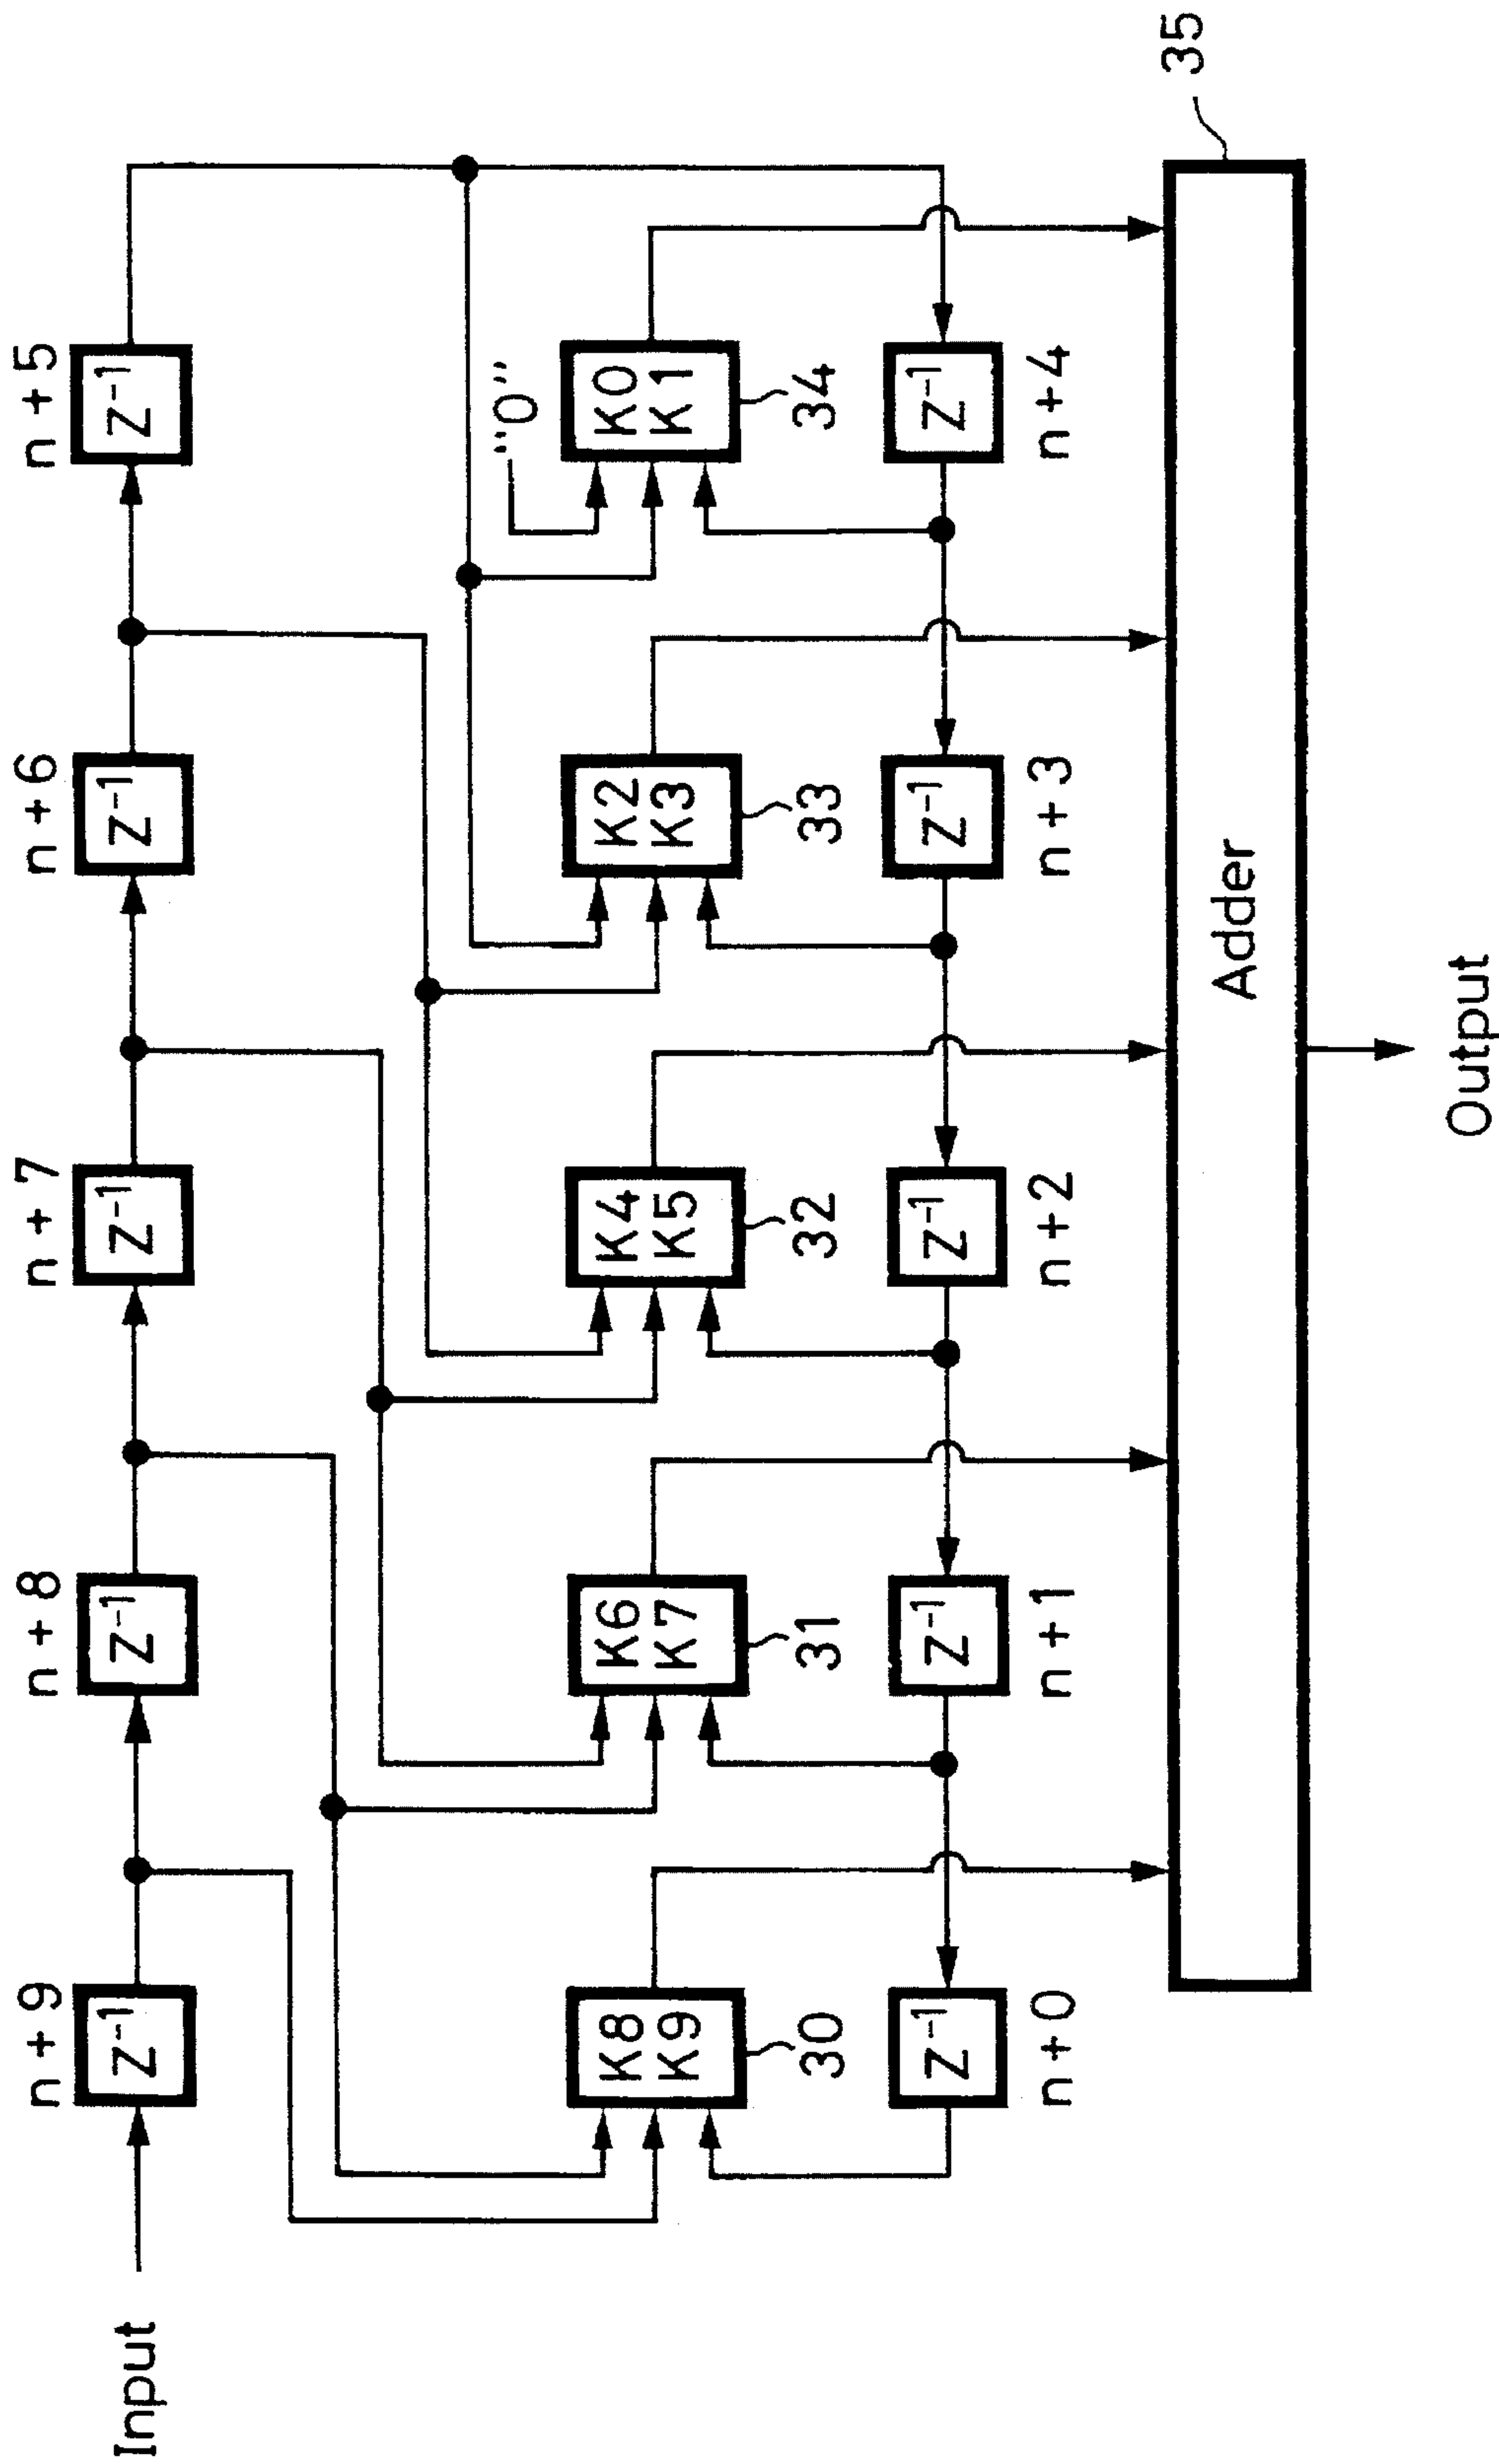 Input
n+9
n+8
n+7
n+6
n+5
Z⁻¹
Z⁻¹
Z⁻¹
Z⁻¹
Z⁻¹
"0"
K8
K9
K6
K7
K4
K5
K2
K3
K0
K1
30
31
32
33
34
Z⁻¹
Z⁻¹
Z⁻¹
Z⁻¹
Z⁻¹
n+0
n+1
n+2
n+3
n+4
35
Adder
Output